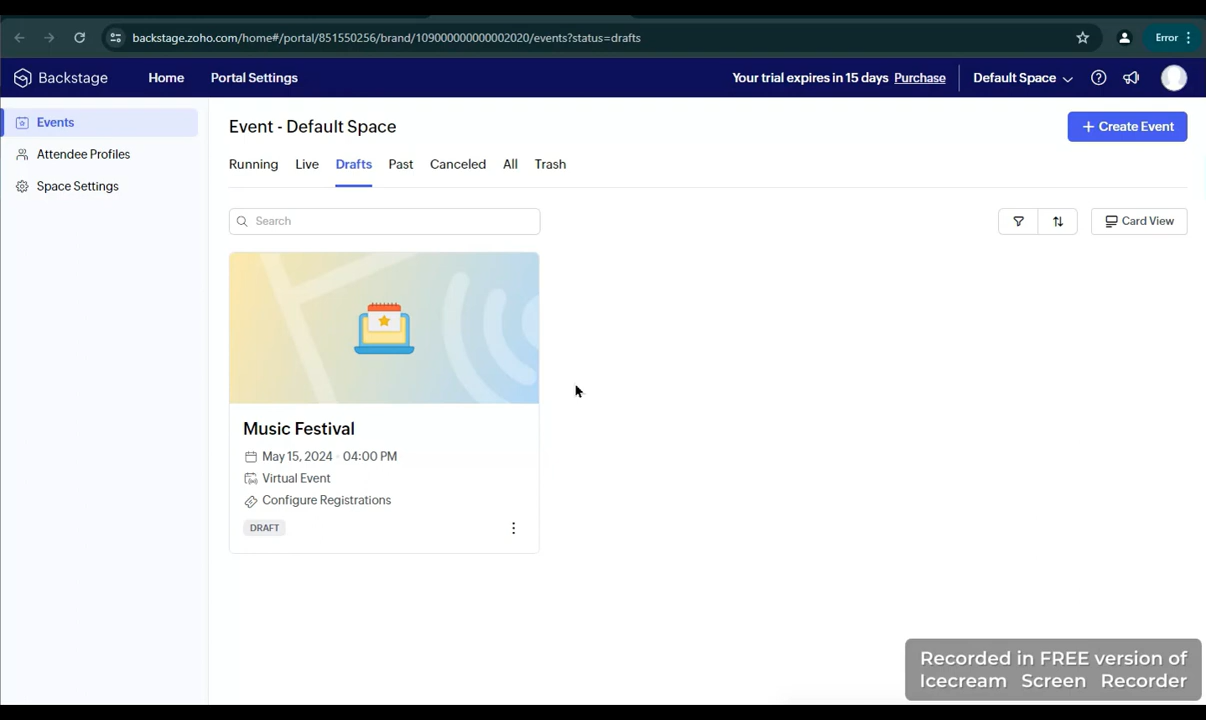 backstage.zoho.com/home#/portal/851550256/brand/109000000000002020/events?status=drafts
Error
Backstage
Home
Portal Settings
Your trial expires in 15 days Purchase
Default Space
Events
Attendee Profiles
Space Settings
Event - Default Space
+ Create Event
Running Live Drafts Past Canceled All Trash
Search
Card View
Music Festival
May 15, 2024 - 04:00 PM
Virtual Event
Configure Registrations
DRAFT
Recorded in FREE version of
Icecream Screen Recorder